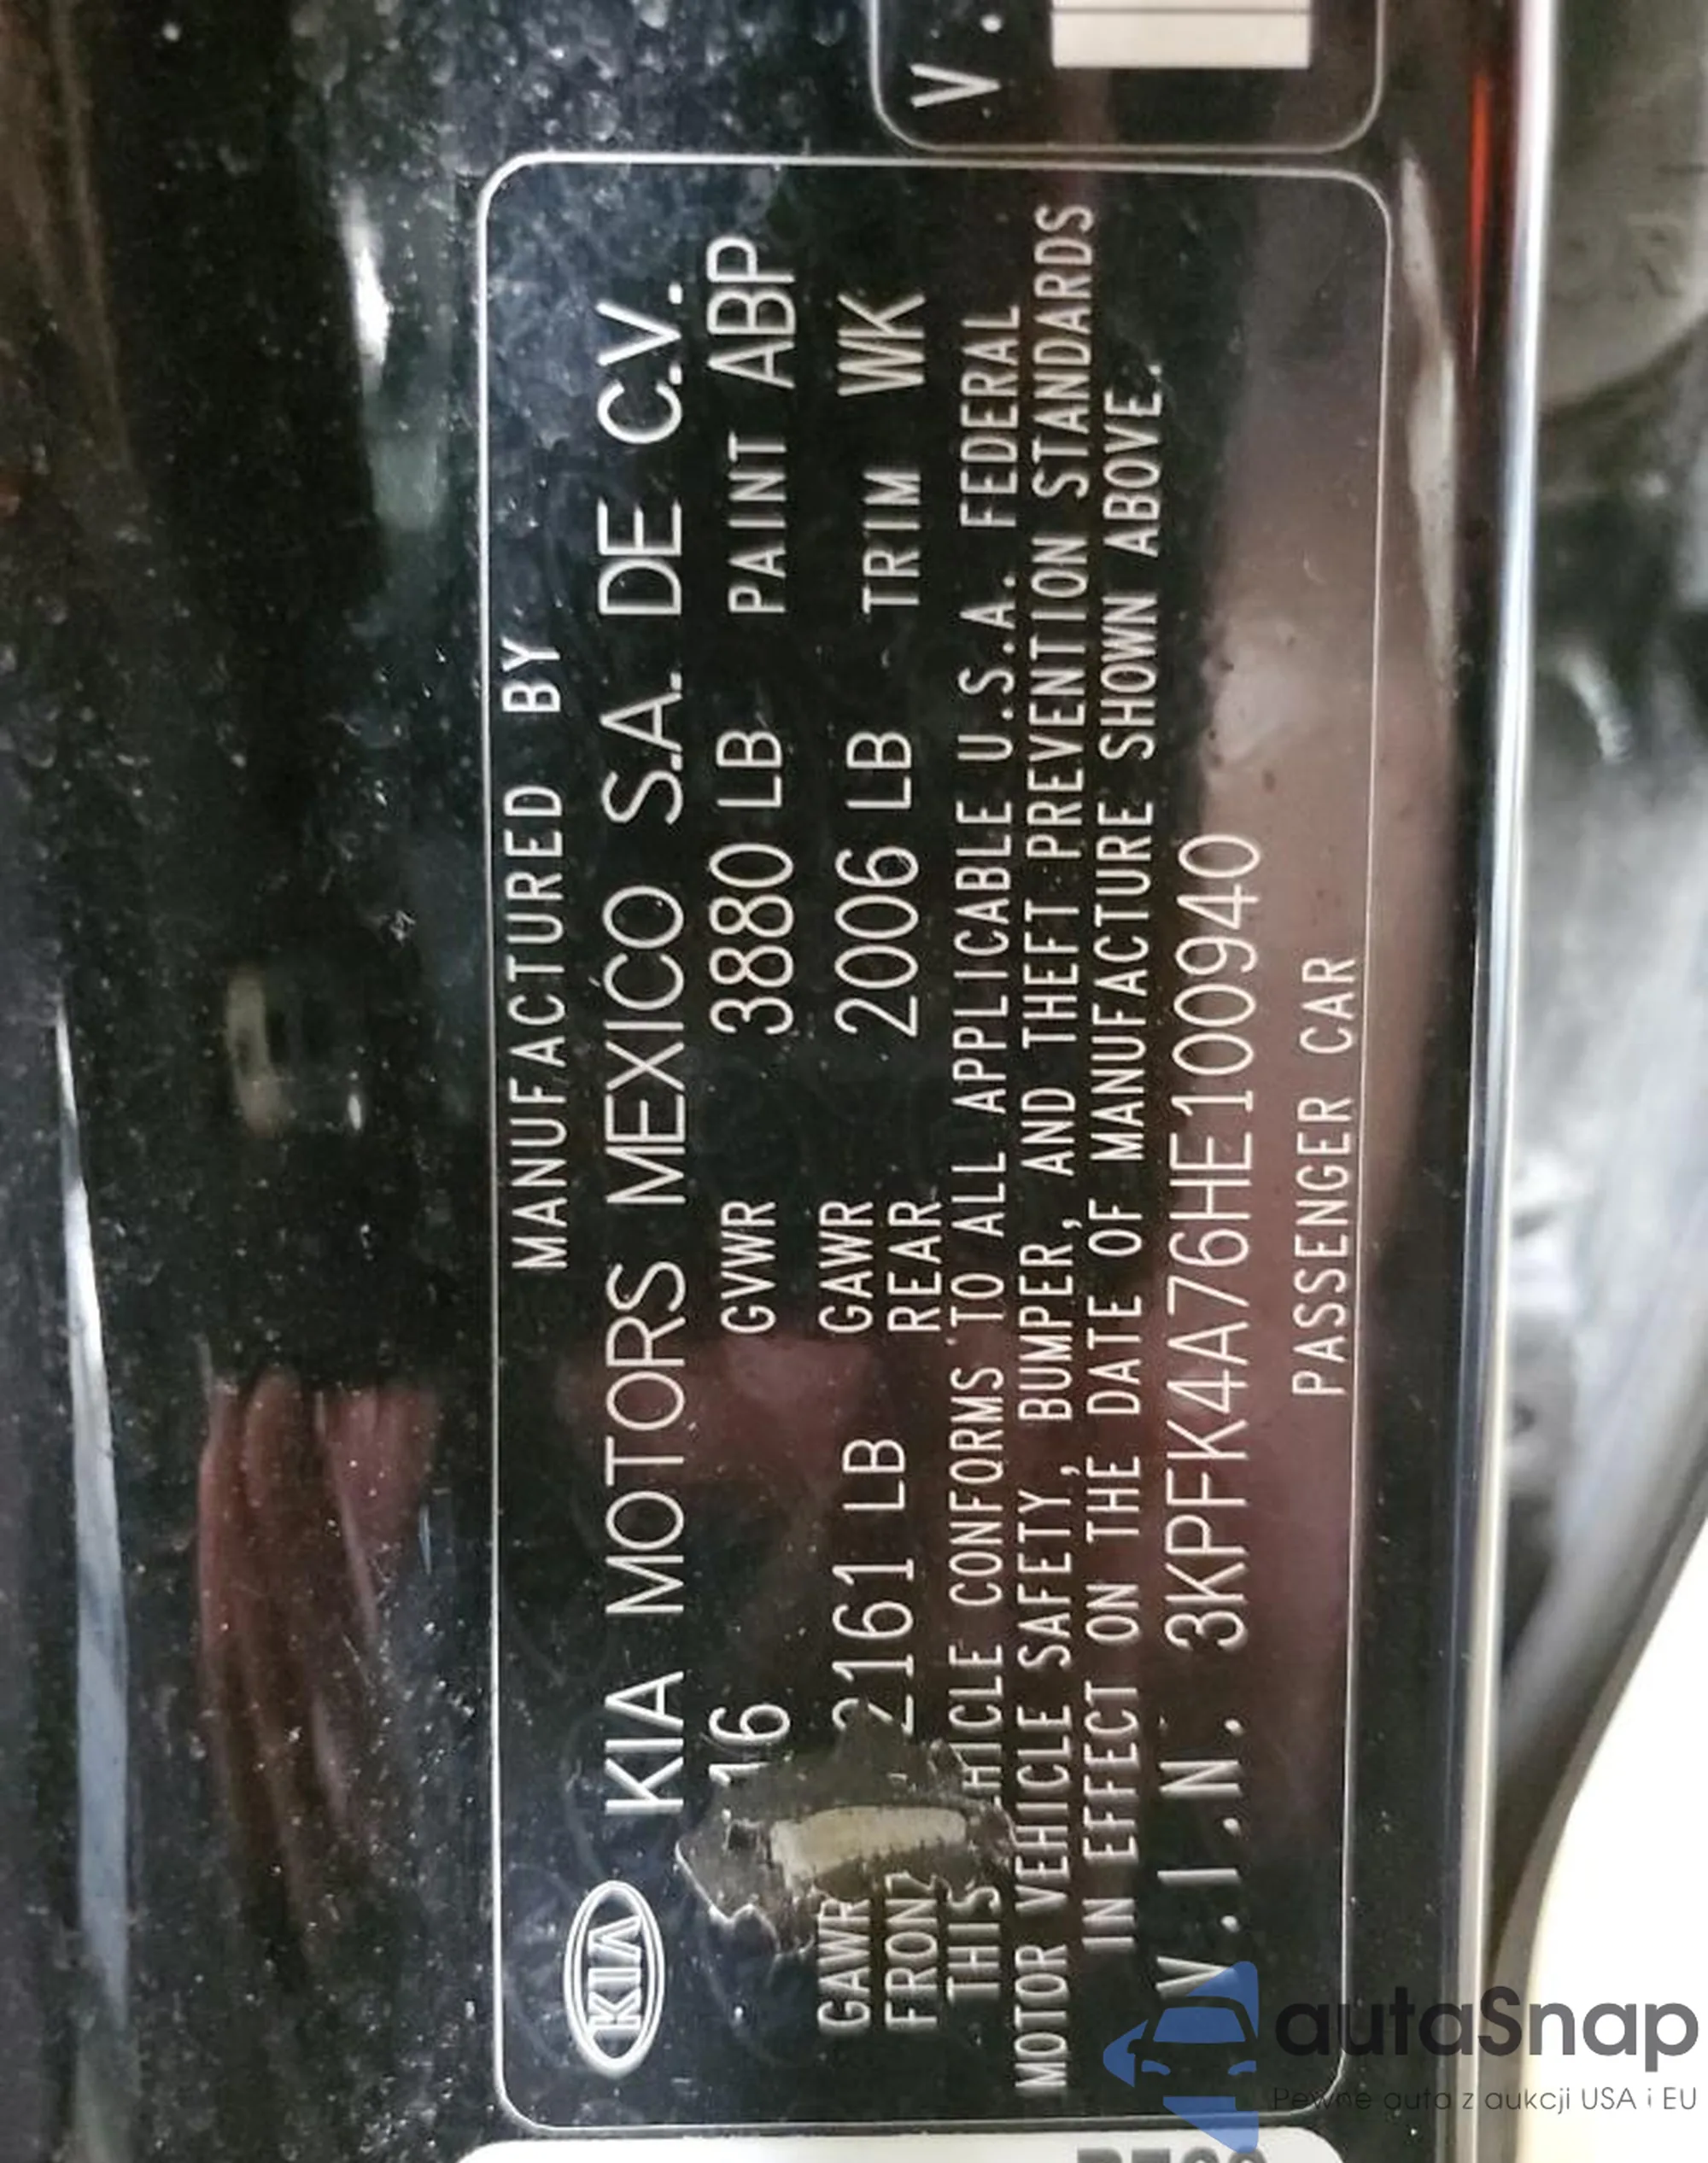 MANUFACTURED BY
KIA KIA MOTORS MEXICO S.A. DE C.V.
16 GVWR 3880 LB PAINT ABP
GAWR FRONT 2161 LB GAWR REAR 2006 LB TRIM WK
THIS CONFORMS TO ALL APPLICABLE U.S.A. FEDERAL
MOTOR VEHICLE SAFETY, BUMPER, AND THEFT PREVENTION STANDARDS
IN EFFECT ON THE DATE OF MANUFACTURE SHOWN ABOVE.
V.I.N. 3KPFK4A76HE100940
PASSENGER CAR
V.
autaSnap
Pewne auta z aukcji USA i EU